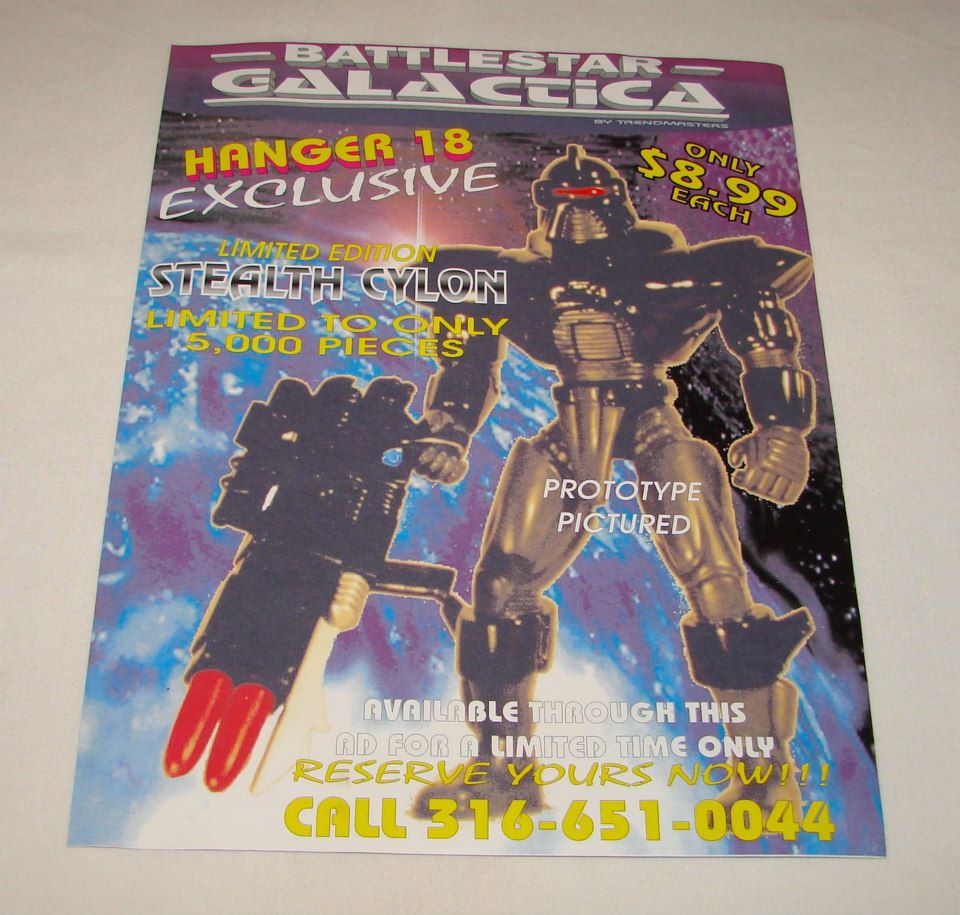 BATTLESTAR
GALACTICA
BY TRENDMASTERS
HANGER 18
EXCLUSIVE
ONLY
$8.99
EACH
LIMITED EDITION
STEALTH CYLON
LIMITED TO ONLY
5,000 PIECES
PROTOTYPE
PICTURED
AVAILABLE THROUGH THIS
AD FOR A LIMITED TIME ONLY
RESERVE YOURS NOW!!!
CALL 316-651-0044